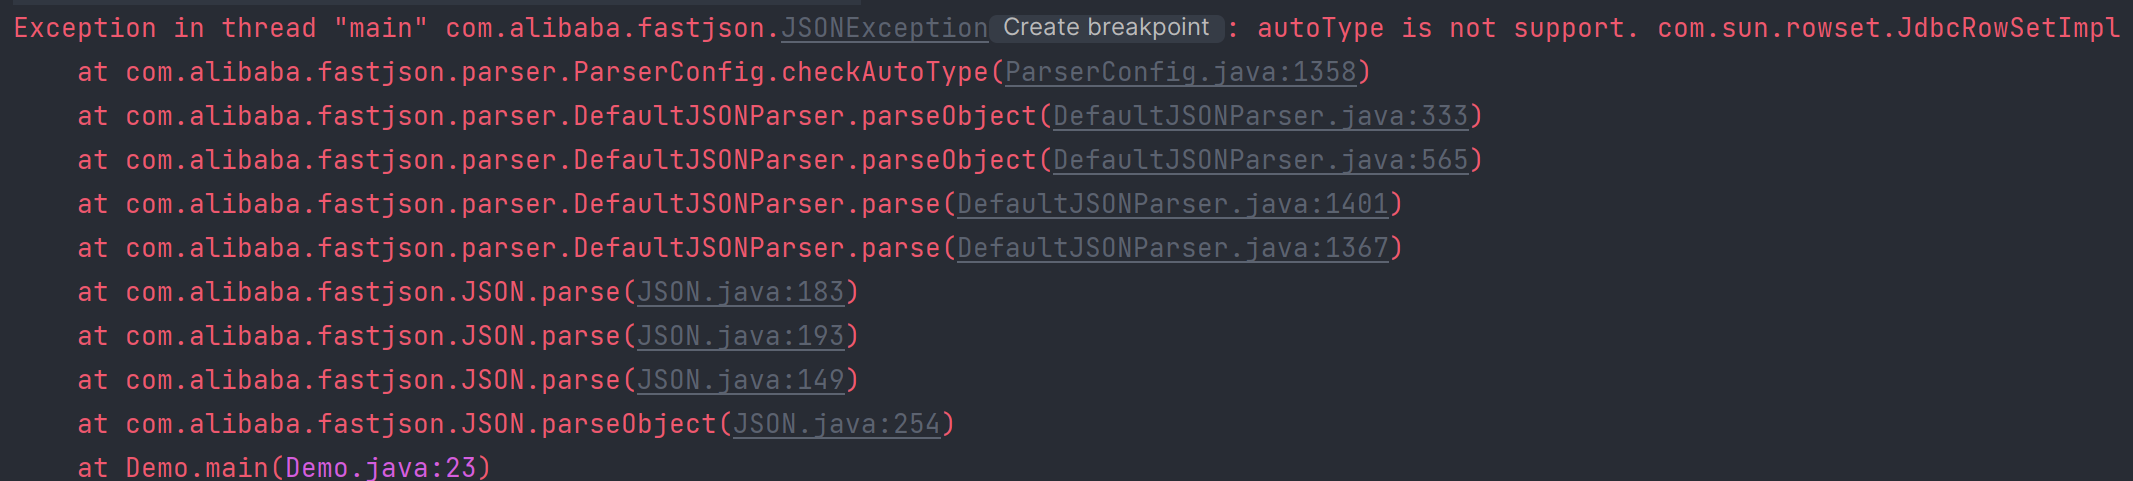 Exception in thread "main" com.alibaba.fastjson.JSONException Create breakpoint : autoType is not support. com.sun.rowset.JdbcRowSetImpl
at com.alibaba.fastjson.parser.ParserConfig.checkAutoType(ParserConfig.java:1358)
at com.alibaba.fastjson.parser.DefaultJSONParser.parseObject(DefaultJSONParser.java:333)
at com.alibaba.fastjson.parser.DefaultJSONParser.parseObject(DefaultJSONParser.java:565)
at com.alibaba.fastjson.parser.DefaultJSONParser.parse(DefaultJSONParser.java:1401)
at com.alibaba.fastjson.parser.DefaultJSONParser.parse(DefaultJSONParser.java:1367)
at com.alibaba.fastjson.JSON.parse(JSON.java:183)
at com.alibaba.fastjson.JSON.parse(JSON.java:193)
at com.alibaba.fastjson.JSON.parse(JSON.java:149)
at com.alibaba.fastjson.JSON.parseObject(JSON.java:254)
at Demo.main(Demo.java:23)